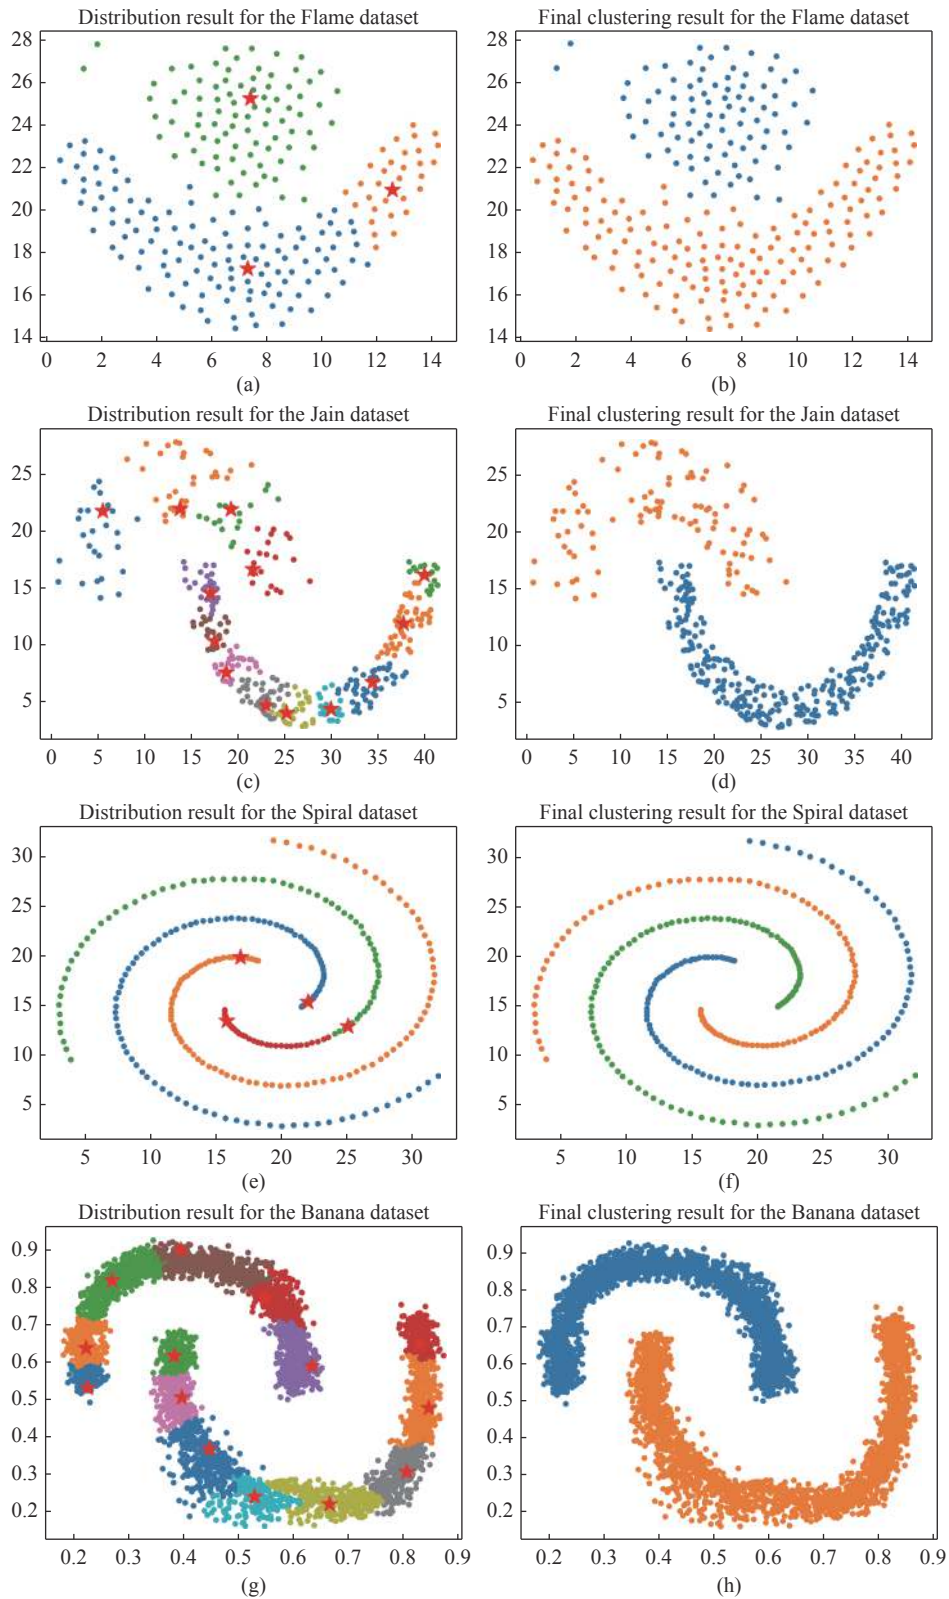 Distribution result for the Flame dataset
Final clustering result for the Flame dataset
28
26
24
22
20
18
16
14
0 2 4 6 8 10 12 14
(a)
28
26
24
22
20
18
16
14
0 2 4 6 8 10 12 14
(b)
Distribution result for the Jain dataset
Final clustering result for the Jain dataset
25
20
15
10
5
0 5 10 15 20 25 30 35 40
(c)
25
20
15
10
5
0 5 10 15 20 25 30 35 40
(d)
Distribution result for the Spiral dataset
Final clustering result for the Spiral dataset
30
25
20
15
10
5
5 10 15 20 25 30
(e)
30
25
20
15
10
5
5 10 15 20 25 30
(f)
Distribution result for the Banana dataset
Final clustering result for the Banana dataset
0.9
0.8
0.7
0.6
0.5
0.4
0.3
0.2
0.2 0.3 0.4 0.5 0.6 0.7 0.8 0.9
(g)
0.9
0.8
0.7
0.6
0.5
0.4
0.3
0.2
0.2 0.3 0.4 0.5 0.6 0.7 0.8 0.9
(h)